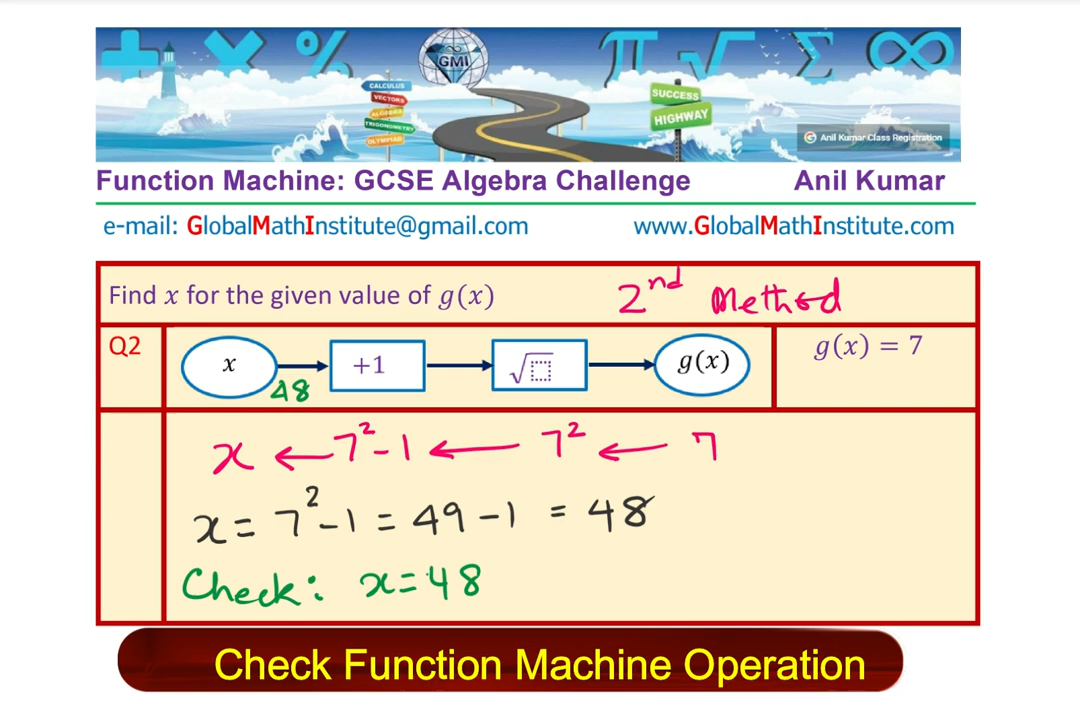 GMI
CALCULUS
VECTORS
ALGEBRA
TRIGONOMETRY
OLYMPIAD
SUCCESS
HIGHWAY
Anil Kumar Class Registration
Function Machine: GCSE Algebra Challenge Anil Kumar
e-mail: GlobalMathInstitute@gmail.com www.GlobalMathInstitute.com
Find x for the given value of g(x) 2nd Method
Q2 x +1 √ g(x) g(x) = 7
48
x ← 7²-1 ← 7² ← 7
x = 7²-1 = 49-1 = 48
Check: x=48
Check Function Machine Operation